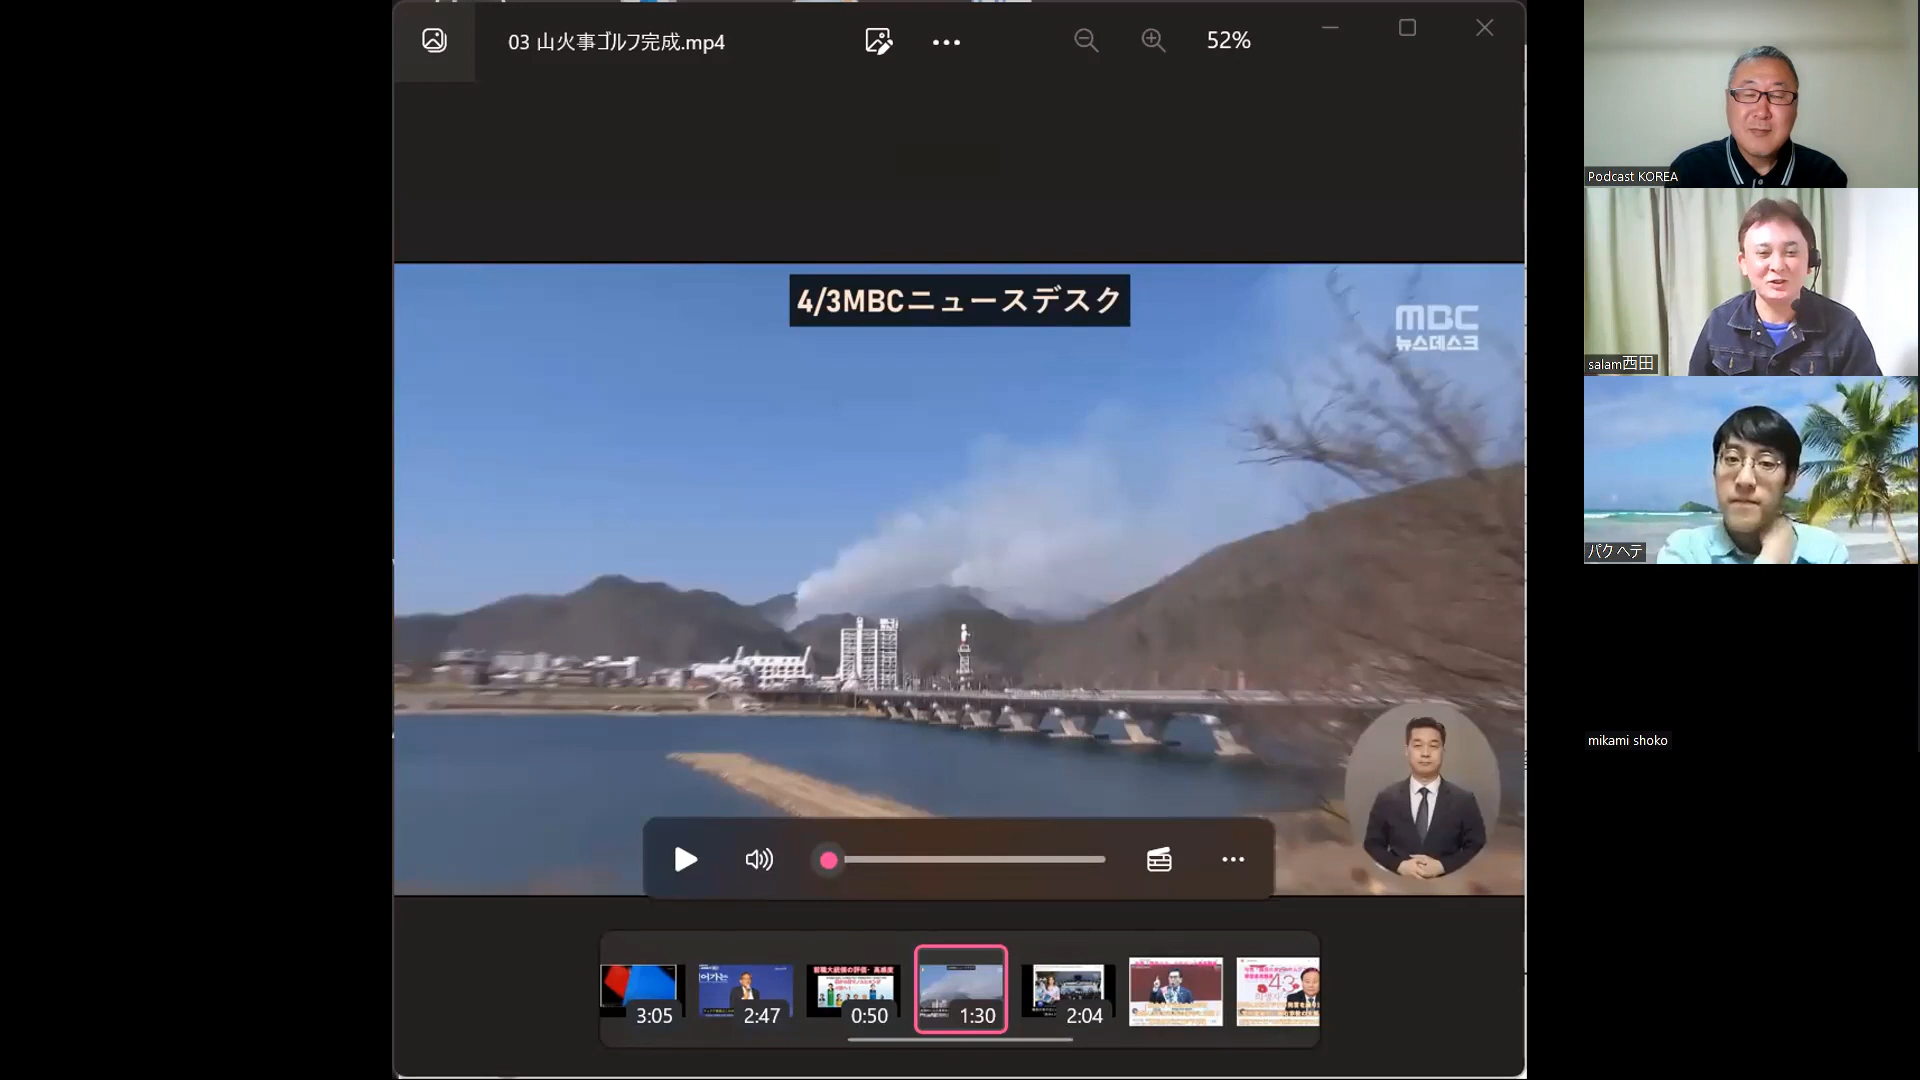 03 山火事ゴルフ完成.mp4
52%
4/3MBCニュースデスク
MBC
뉴스데스크
3:05
2:47
0:50
1:30
2:04
Podcast KOREA
salam西田
パク ヘテ
mikami shoko